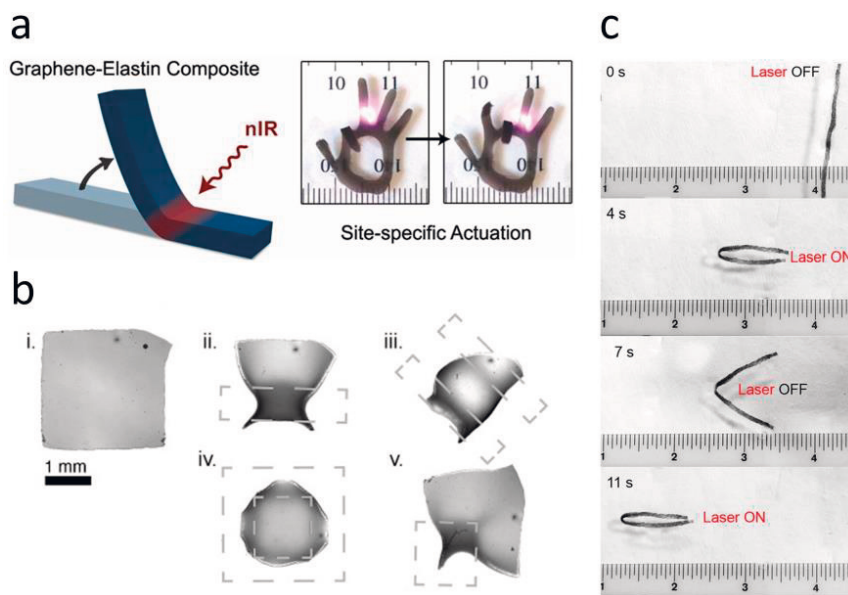 a
Graphene-Elastin Composite
nIR
10 11
140
10 11
140
Site-specific Actuation
b
i.
ii.
iii.
1 mm
iv.
v.
c
0 s
Laser OFF
1 2 3 4
4 s
Laser ON
1 2 3 4
7 s
Laser OFF
1 2 3 4
11 s
Laser ON
1 2 3 4